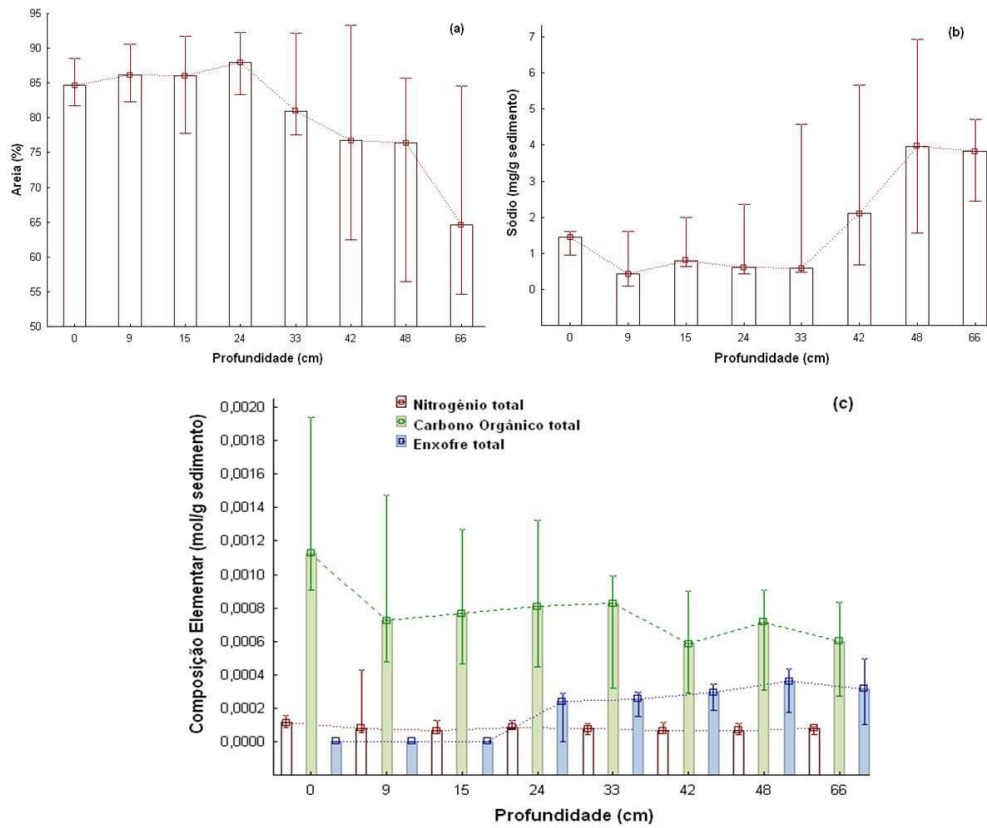 (a)
95
90
85
80
75
70
65
60
55
50
Areia (%)
0 9 15 24 33 42 48 66
Profundidade (cm)
(b)
7
6
5
4
3
2
1
0
Sódio (mg/g sedimento)
0 9 15 24 33 42 48 66
Profundidade (cm)
(c)
Nitrogênio total
Carbono Orgânico total
Enxofre total
0,0020
0,0018
0,0016
0,0014
0,0012
0,0010
0,0008
0,0006
0,0004
0,0002
0,0000
Composição Elementar (mol/g sedimento)
0 9 15 24 33 42 48 66
Profundidade (cm)